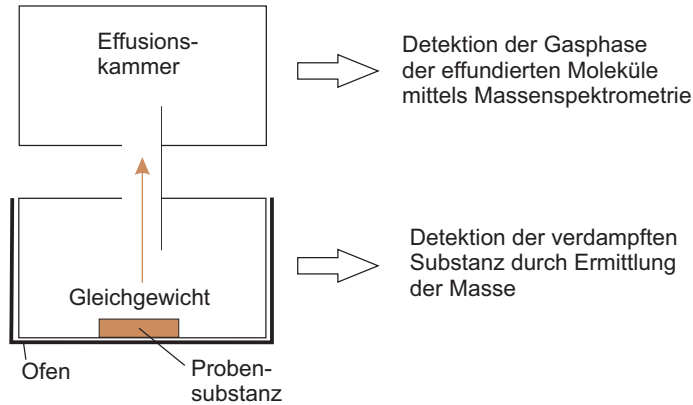 Effusions-
kammer
Detektion der Gasphase
der effundierten Moleküle
mittels Massenspektrometrie
Detektion der verdampften
Substanz durch Ermittlung
der Masse
Gleichgewicht
Ofen
Proben-
substanz